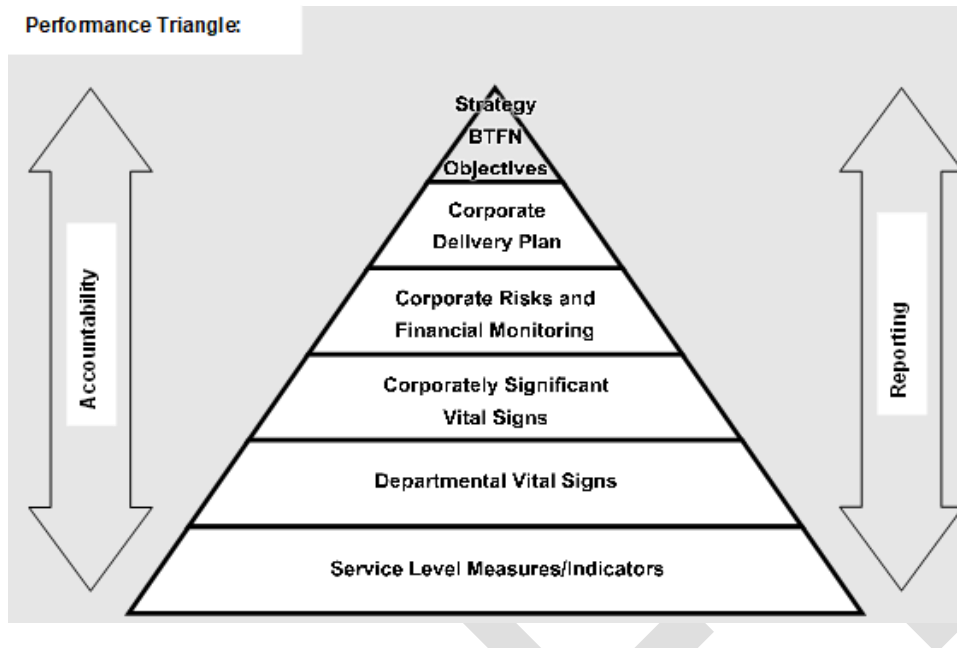 Performance Triangle:
Strategy
BTFN
Objectives
Corporate
Delivery Plan
Corporate Risks and
Financial Monitoring
Corporately Significant
Vital Signs
Departmental Vital Signs
Service Level Measures/Indicators
Accountability
Reporting